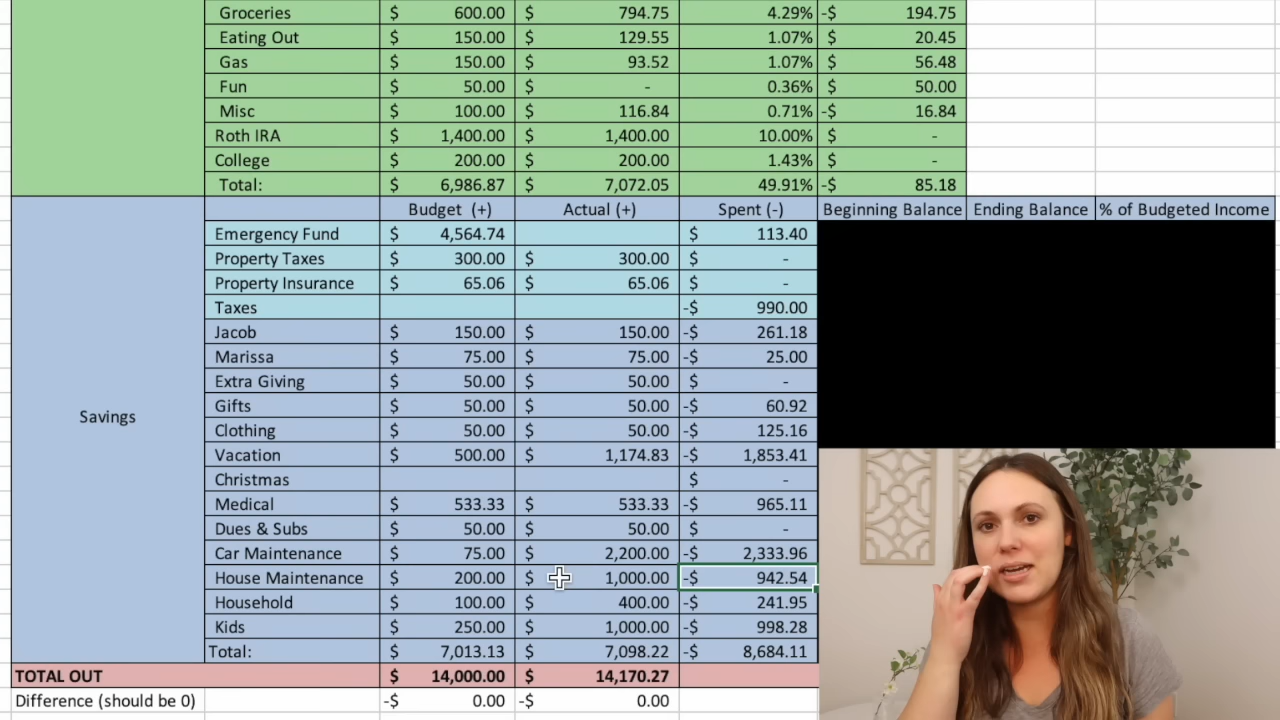 Groceries $ 600.00 $ 794.75 4.29% -$ 194.75
Eating Out $ 150.00 $ 129.55 1.07% $ 20.45
Gas $ 150.00 $ 93.52 1.07% $ 56.48
Fun $ 50.00 $ - 0.36% $ 50.00
Misc $ 100.00 $ 116.84 0.71% -$ 16.84
Roth IRA $ 1,400.00 $ 1,400.00 10.00% $ -
College $ 200.00 $ 200.00 1.43% $ -
Total: $ 6,986.87 $ 7,072.05 49.91% -$ 85.18
Budget (+) Actual (+) Spent (-) Beginning Balance Ending Balance % of Budgeted Income
Emergency Fund $ 4,564.74 $ 113.40
Property Taxes $ 300.00 $ 300.00 $ -
Property Insurance $ 65.06 $ 65.06 $ -
Taxes -$ 990.00
Jacob $ 150.00 $ 150.00 -$ 261.18
Marissa $ 75.00 $ 75.00 -$ 25.00
Extra Giving $ 50.00 $ 50.00 $ -
Savings Gifts $ 50.00 $ 50.00 -$ 60.92
Clothing $ 50.00 $ 50.00 -$ 125.16
Vacation $ 500.00 $ 1,174.83 -$ 1,853.41
Christmas $ -
Medical $ 533.33 $ 533.33 -$ 965.11
Dues & Subs $ 50.00 $ 50.00 $ -
Car Maintenance $ 75.00 $ 2,200.00 -$ 2,333.96
House Maintenance $ 200.00 $ 1,000.00 -$ 942.54
Household $ 100.00 $ 400.00 -$ 241.95
Kids $ 250.00 $ 1,000.00 -$ 998.28
Total: $ 7,013.13 $ 7,098.22 -$ 8,684.11
TOTAL OUT $ 14,000.00 $ 14,170.27
Difference (should be 0) -$ 0.00 -$ 0.00